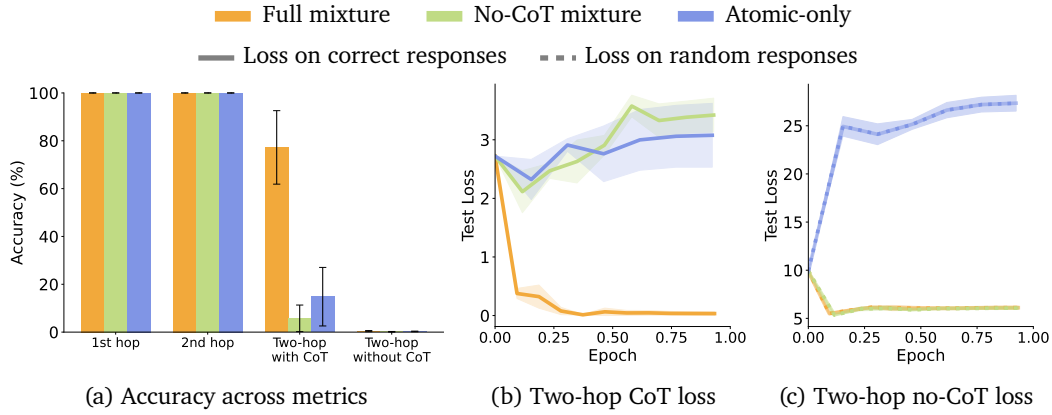 Full mixture No-CoT mixture Atomic-only
Loss on correct responses Loss on random responses
Accuracy (%)
100
80
60
40
20
0
1st hop 2nd hop Two-hop with CoT Two-hop without CoT
(a) Accuracy across metrics
Test Loss
3
2
1
0
0.00 0.25 0.50 0.75 1.00
Epoch
(b) Two-hop CoT loss
Test Loss
25
20
15
10
5
0.00 0.25 0.50 0.75 1.00
Epoch
(c) Two-hop no-CoT loss